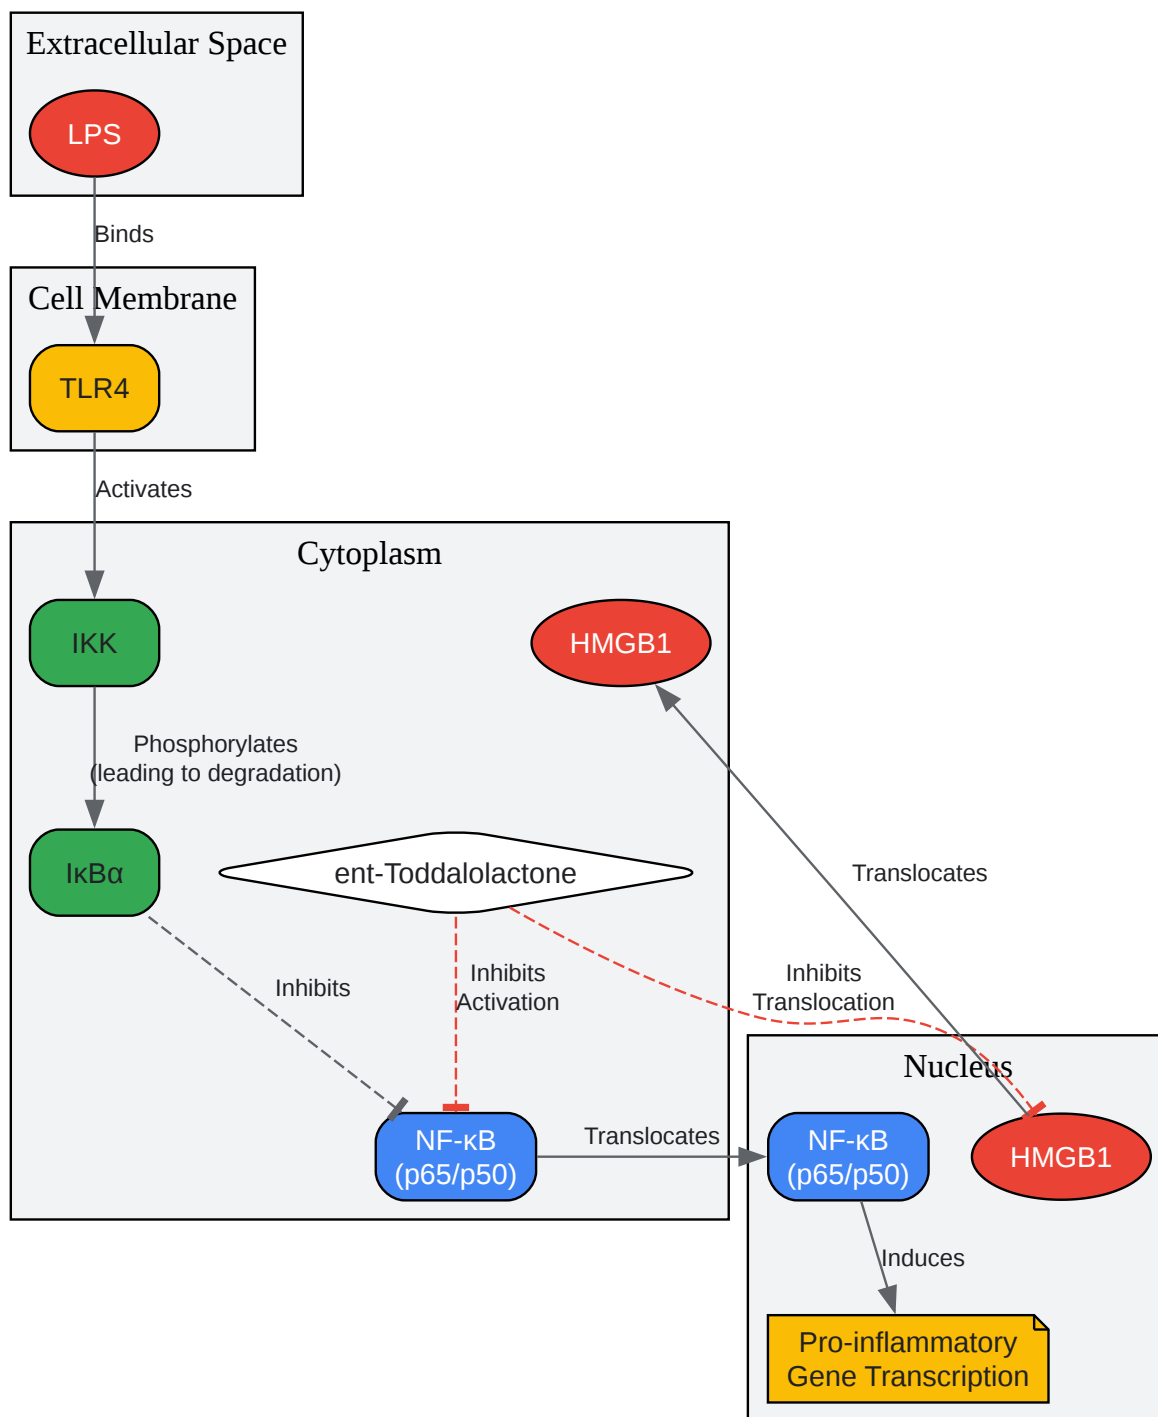 Extracellular Space
LPS
Binds
Cell Membrane
TLR4
Activates
Cytoplasm
IKK
HMGB1
Phosphorylates
(leading to degradation)
IκBα
ent-Toddalolactone
Translocates
Inhibits
Inhibits
Activation
Inhibits
Translocation
Nucleus
NF-κB
(p65/p50)
Translocates
NF-κB
(p65/p50)
HMGB1
Induces
Pro-inflammatory
Gene Transcription